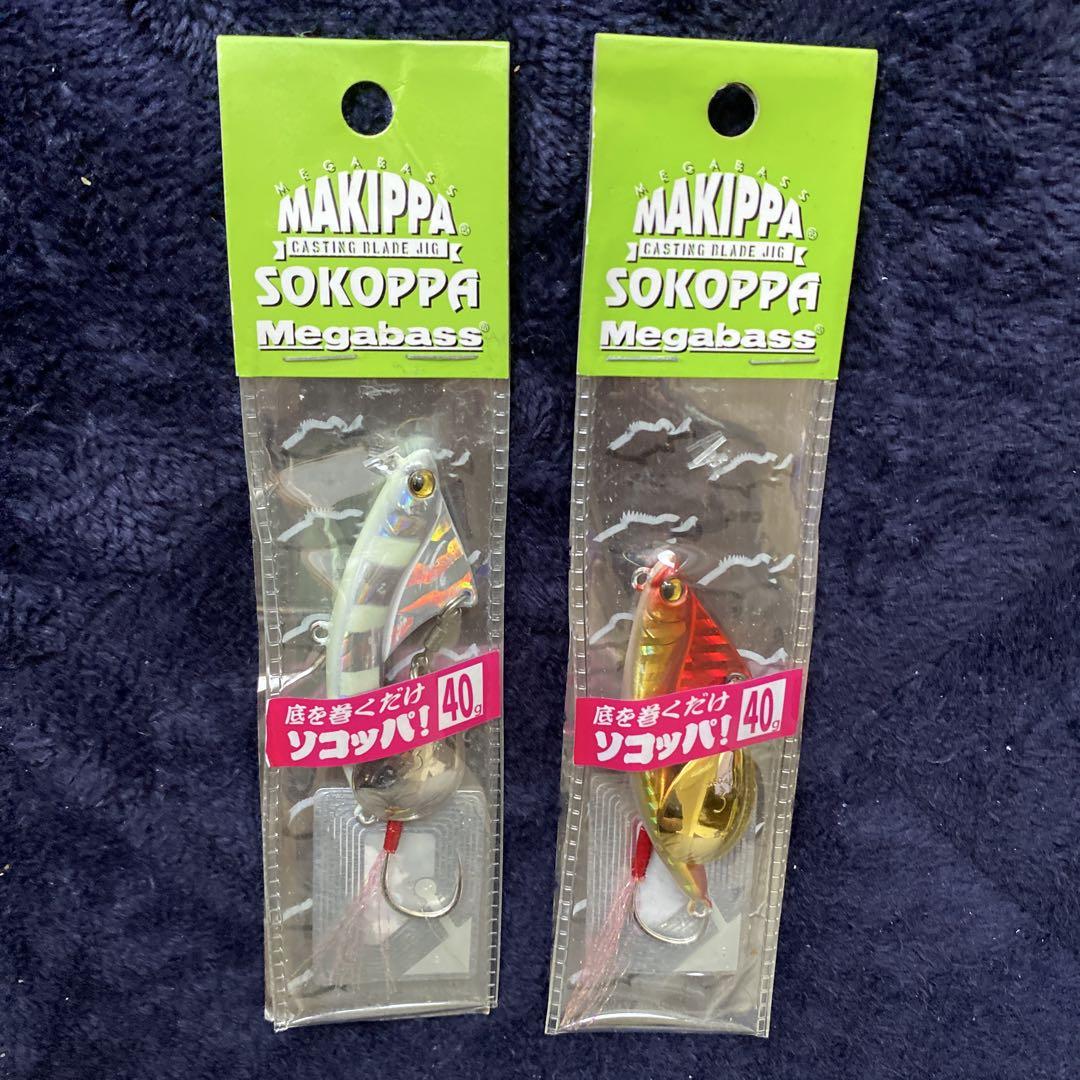 MEGABASS
MAKIPPA®
CASTING BLADE JIG
SOKOPPA
Megabass®
底を巻くだけ
ソコッパ!
40g
MEGABASS
MAKIPPA®
CASTING BLADE JIG
SOKOPPA
Megabass®
底を巻くだけ
ソコッパ!
40g